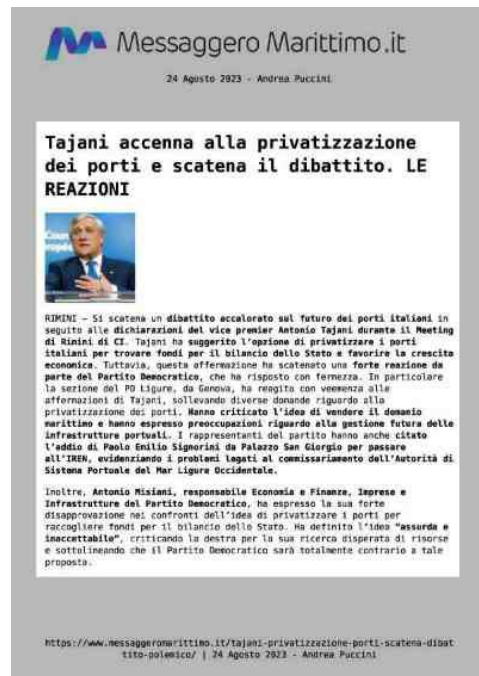 Messaggero Marittimo.it
24 Agosto 2023 - Andrea Puccini
Tajani accenna alla privatizzazione
dei porti e scatena il dibattito. LE
REAZIONI
RIMINI – Si scatena un dibattito accalorato sul futuro dei porti italiani in
seguito alle dichiarazioni del vice premier Antonio Tajani durante il Meeting
di Rimini di CI. Tajani ha suggerito l'opzione di privatizzare i porti
italiani per trovare fondi per il bilancio dello Stato e favorire la crescita
economica. Tuttavia, questa affermazione ha scatenato una forte reazione da
parte del Partito Democratico, che ha risposto con fermezza. In particolare
la sezione del PD Ligure, da Genova, ha reagito con veemenza alle
affermazioni di Tajani, sollevando diverse domande riguardo alla
privatizzazione dei porti. Hanno criticato l'idea di vendere il demanio
marittimo e hanno espresso preoccupazioni riguardo alla gestione futura delle
infrastrutture portuali. I rappresentanti del partito hanno anche citato
l'addio di Paolo Emilio Signorini da Palazzo San Giorgio per passare
all'IREN, evidenziando i problemi legati al commissariamento dell'Autorità di
Sistema Portuale del Mar Ligure Occidentale.
Inoltre, Antonio Misiani, responsabile Economia e Finanze, Imprese e
Infrastrutture del Partito Democratico, ha espresso la sua forte
disapprovazione nei confronti dell'idea di privatizzare i porti per
raccogliere fondi per il bilancio dello Stato. Ha definito l'idea "assurda e
inaccettabile", criticando la destra per la sua ricerca disperata di risorse
e sottolineando che il Partito Democratico sarà totalmente contrario a tale
proposta.
https://www.messaggeromarittimo.it/tajani-privatizzazione-porti-scatena-dibat
tito-polemico/ | 24 Agosto 2023 - Andrea Puccini